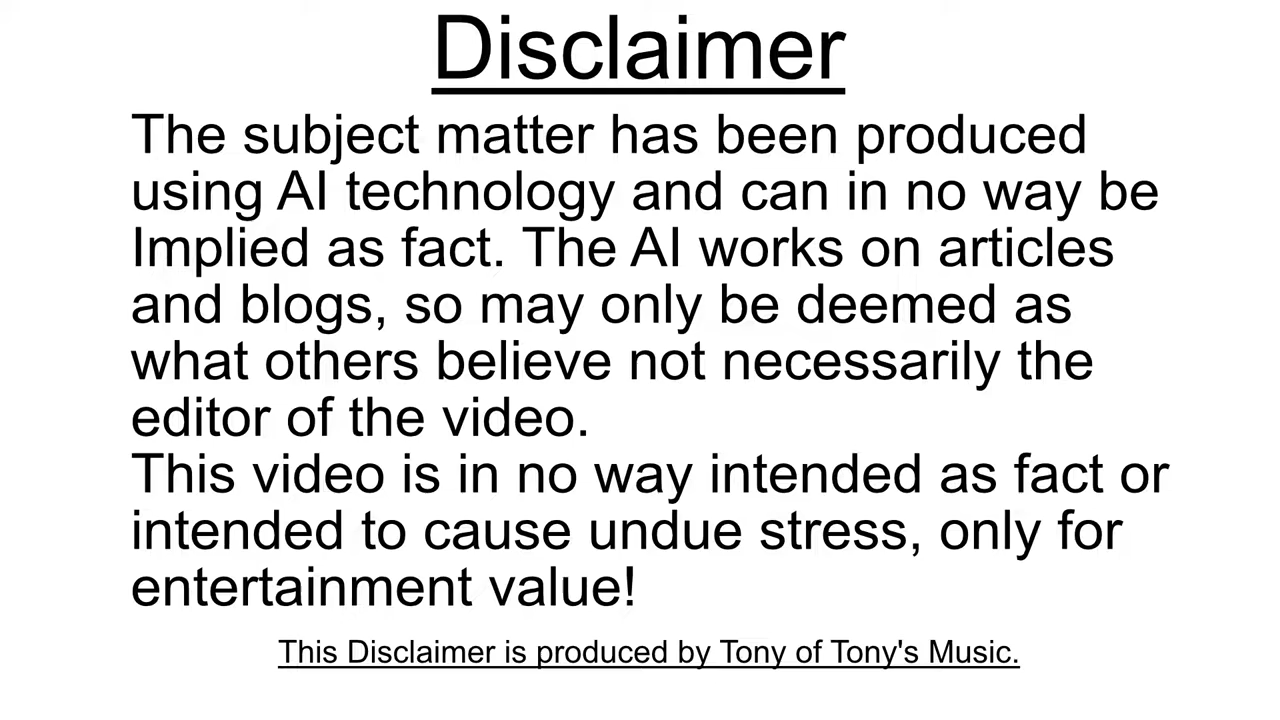 Disclaimer
The subject matter has been produced
using AI technology and can in no way be
Implied as fact. The AI works on articles
and blogs, so may only be deemed as
what others believe not necessarily the
editor of the video.
This video is in no way intended as fact or
intended to cause undue stress, only for
entertainment value!
This Disclaimer is produced by Tony of Tony's Music.